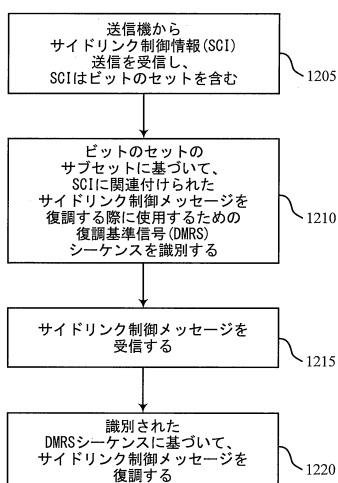 送信機から
サイドリンク制御情報(SCI)
送信を受信し、
SCIはビットのセットを含む
1205
ビットのセットの
サブセットに基づいて、
SCIに関連付けられた
サイドリンク制御メッセージを
復調する際に使用するための
復調基準信号(DMRS)
シーケンスを識別する
1210
サイドリンク制御メッセージを
受信する
1215
識別された
DMRSシーケンスに基づいて、
サイドリンク制御メッセージを
復調する
1220